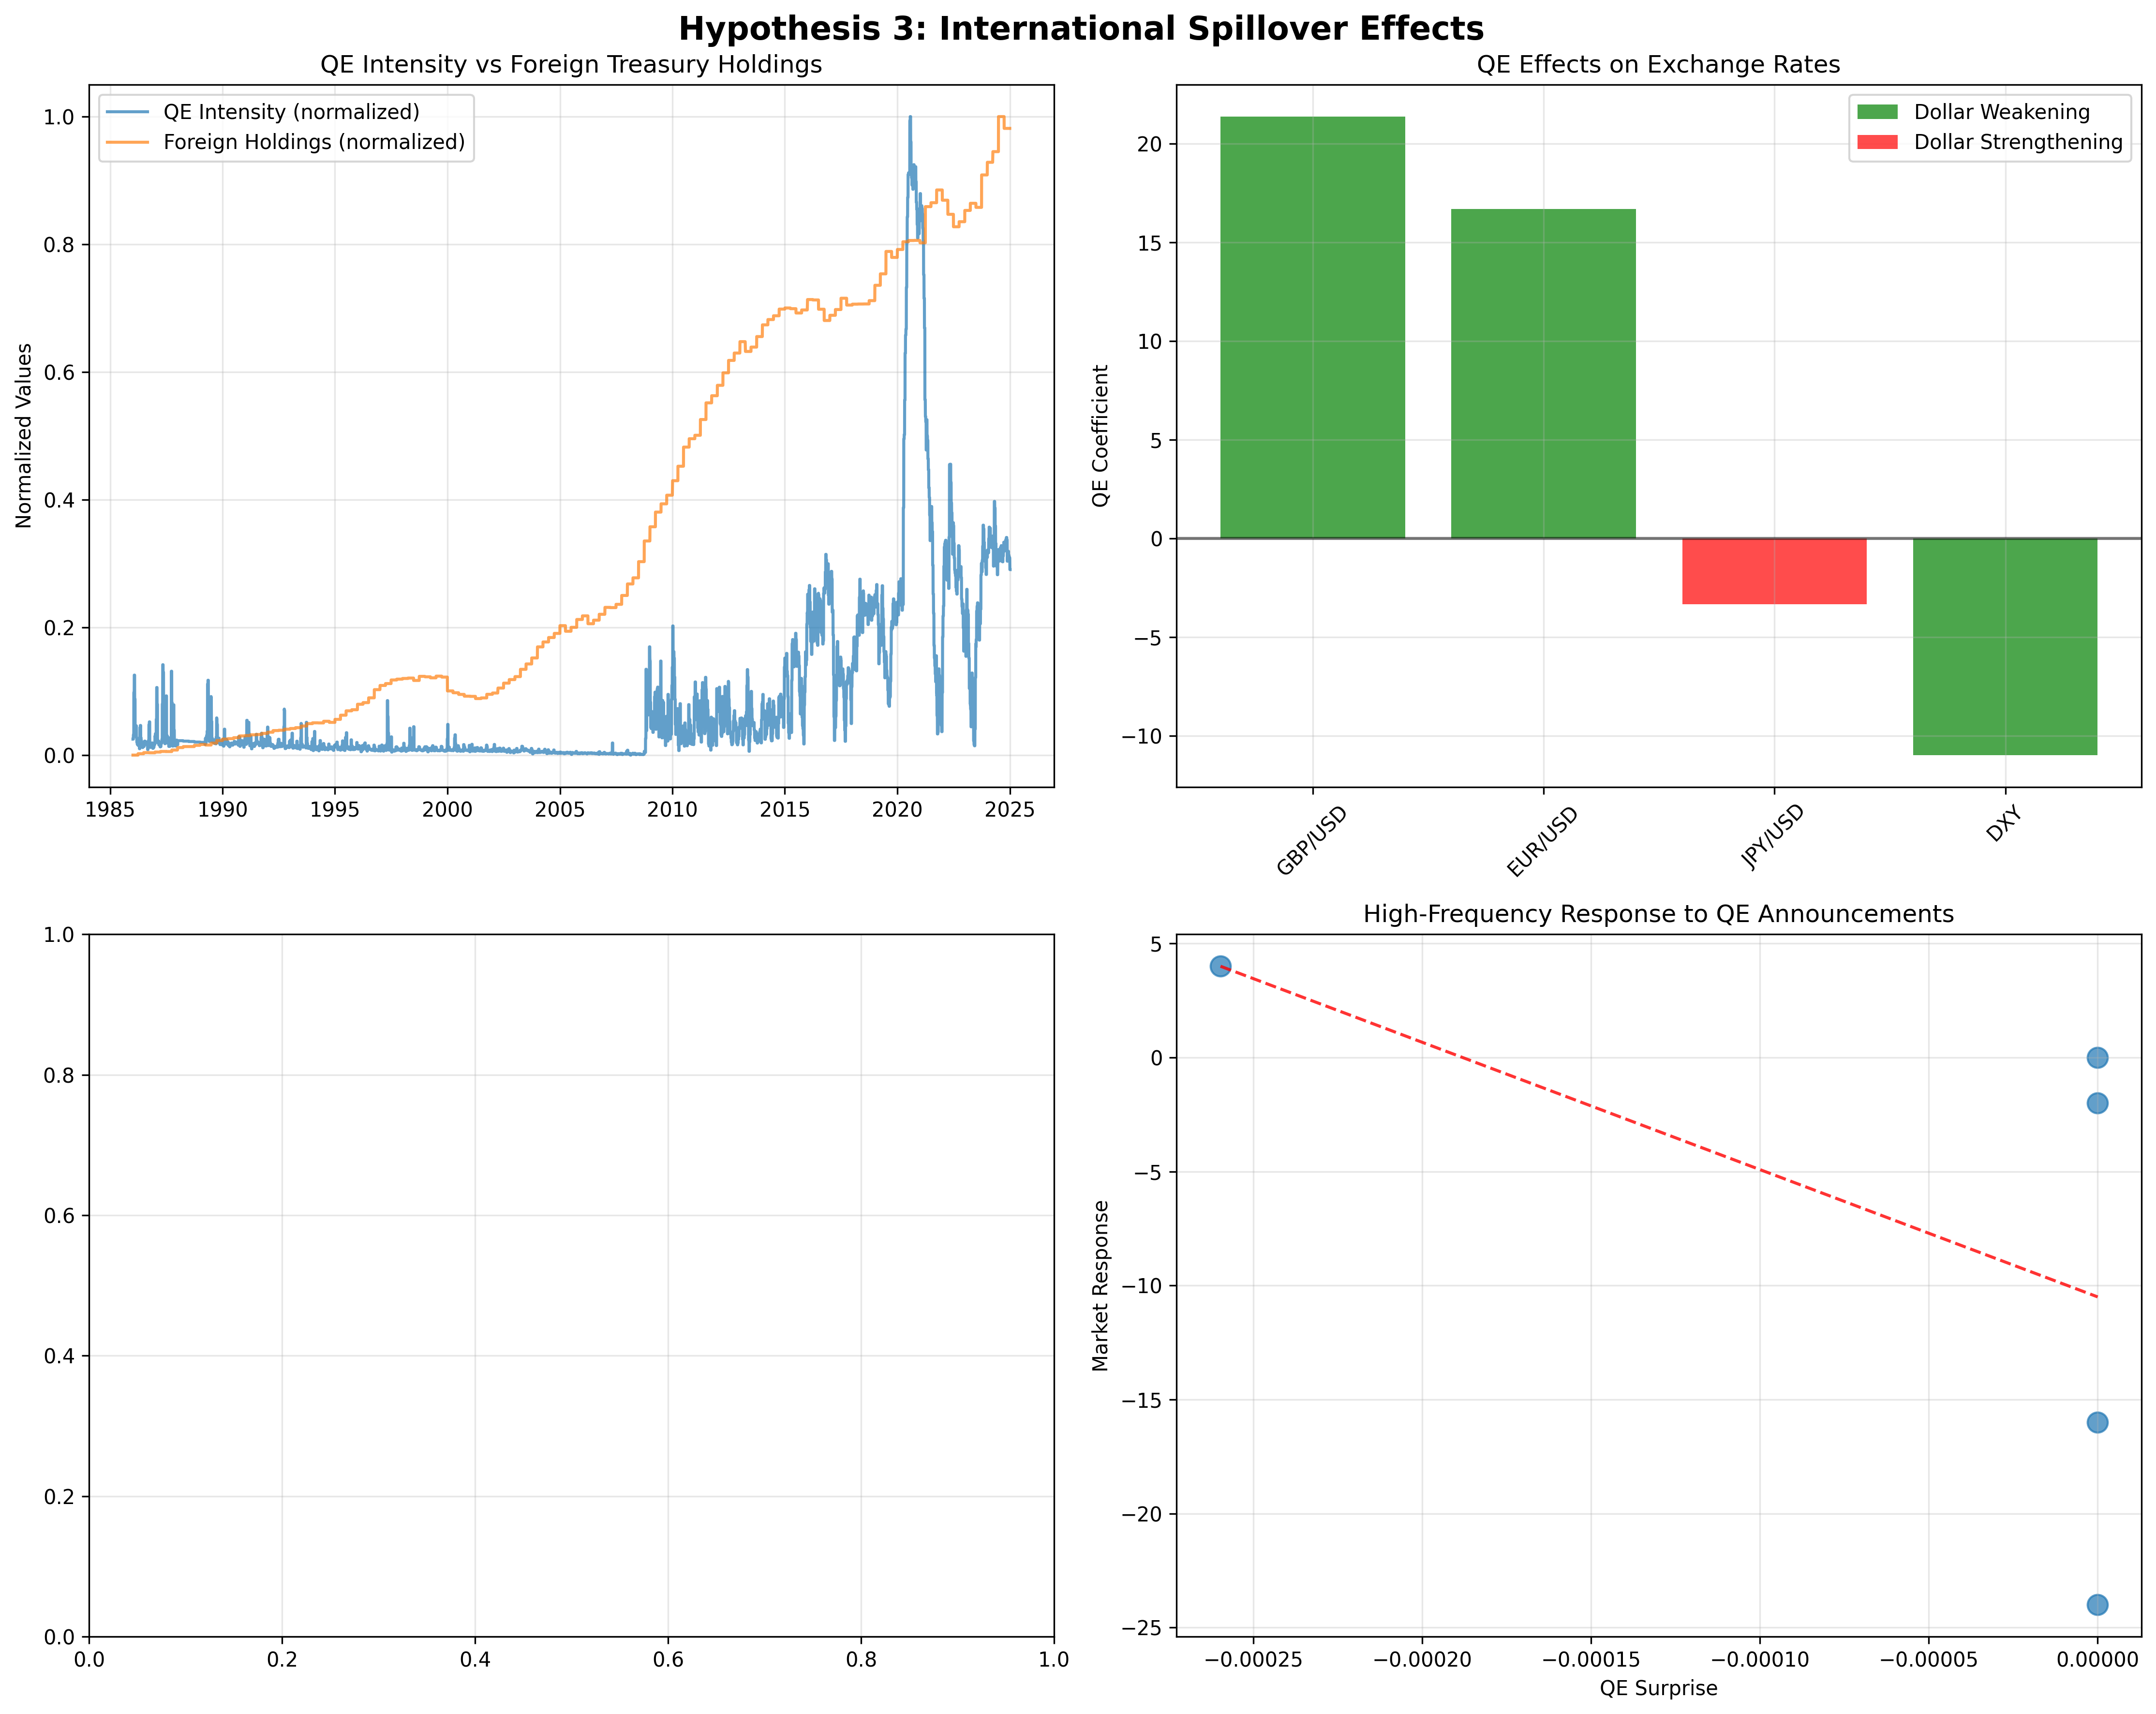 Hypothesis 3: International Spillover Effects
QE Intensity vs Foreign Treasury Holdings
QE Intensity (normalized)
Foreign Holdings (normalized)
Normalized Values
1.0
0.8
0.6
0.4
0.2
0.0
1985 1990 1995 2000 2005 2010 2015 2020 2025
QE Effects on Exchange Rates
Dollar Weakening
Dollar Strengthening
QE Coefficient
20
15
10
5
0
−5
−10
GBP/USD EUR/USD JPY/USD DXY
1.0
0.8
0.6
0.4
0.2
0.0
0.0 0.2 0.4 0.6 0.8 1.0
High-Frequency Response to QE Announcements
Market Response
5
0
−5
−10
−15
−20
−25
−0.00025 −0.00020 −0.00015 −0.00010 −0.00005 0.00000
QE Surprise